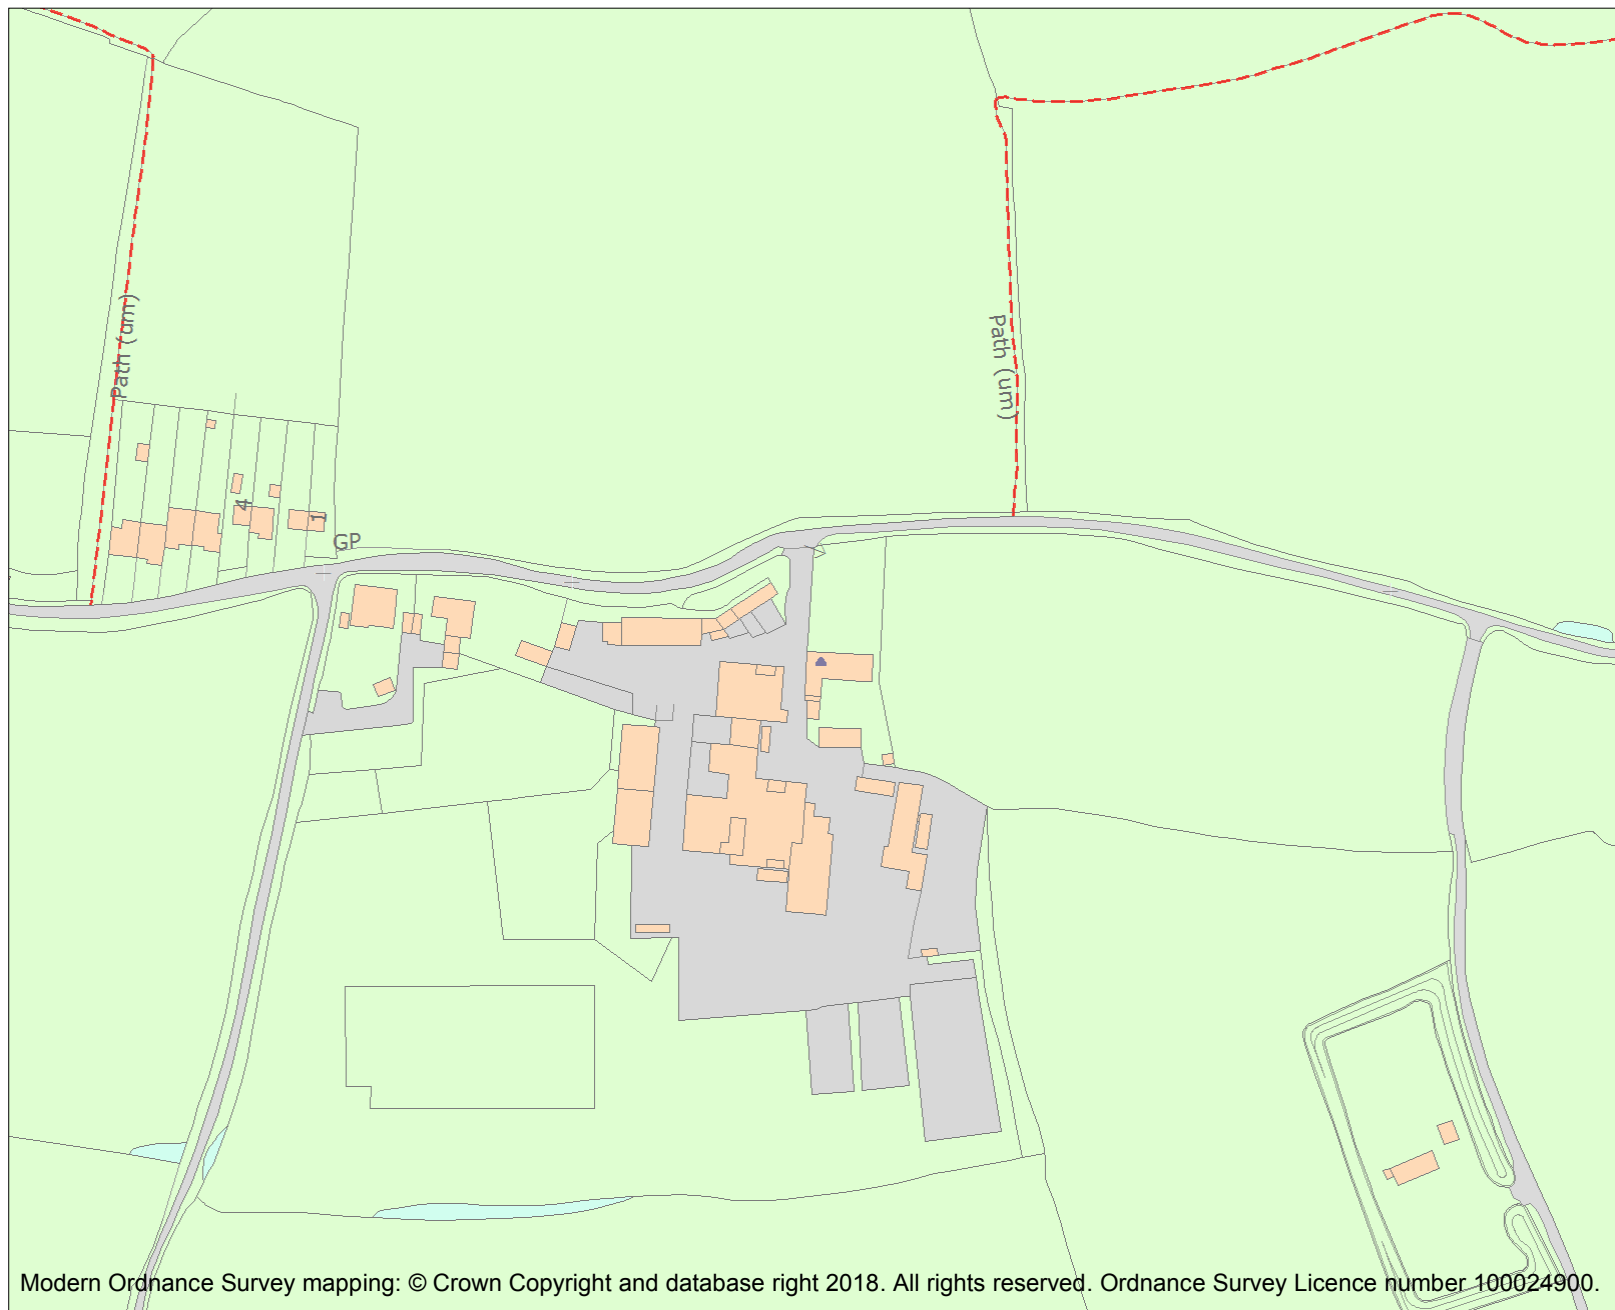 Path (um)
Path (um)
4
1
GP
Modern Ordnance Survey mapping: © Crown Copyright and database right 2018. All rights reserved. Ordnance Survey Licence number 100024900.